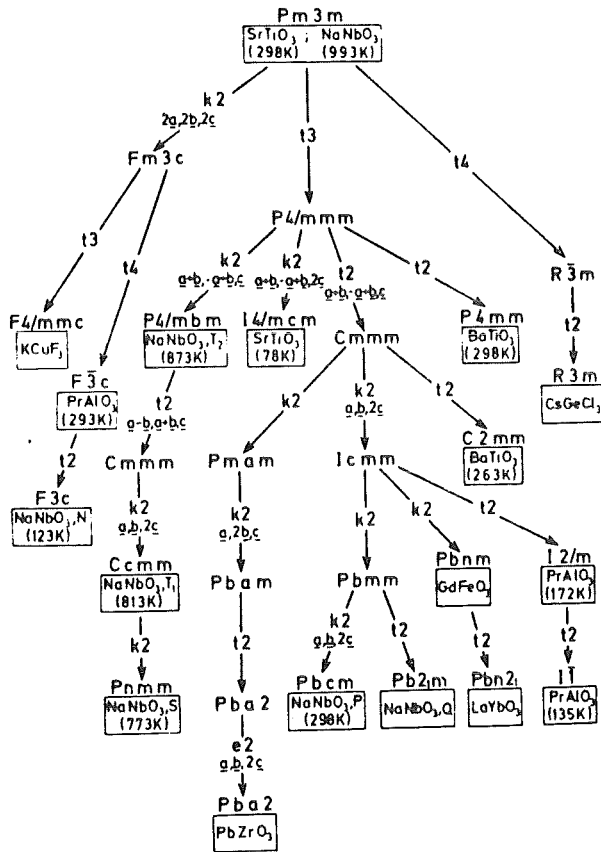 Pm3m
SrTiO3 ; NaNbO3
(298K) (993K)
k2
2a,2b,2c
t3
t4
Fm3c
P4/mmm
R3̄m
t3
t4
k2
a+b,-a+b,c
k2
a+b,-a+b,2c
t2
a+b,-a+b,c
t2
t2
F4/mmc
KCuF3
P4/mbm
NaNbO3,T2
(873K)
I4/mcm
SrTiO3
(78K)
Cmmm
P4mm
BaTiO3
(298K)
R3m
CsGeCl3
F3̄c
PrAlO3
(293K)
t2
a-b,a+b,c
k2
k2
a,b,2c
t2
C2mm
BaTiO3
(263K)
t2
Cmmm
Pmam
Icmm
F3c
NaNbO3,N
(123K)
k2
a,b,2c
k2
a,2b,c
k2
k2
t2
Ccmm
NaNbO3,T1
(813K)
Pbam
Pbmm
Pbnm
GdFeO3
I2/m
PrAlO3
(172K)
k2
t2
k2
a,b,2c
t2
t2
t2
Pnmm
NaNbO3,S
(773K)
Pba2
Pbcm
NaNbO3,P
(298K)
Pb21m
NaNbO3,Q
Pbn21
LaYbO3
I1̄
PrAlO3
(135K)
e2
a,b,2c
Pba2
PbZrO3